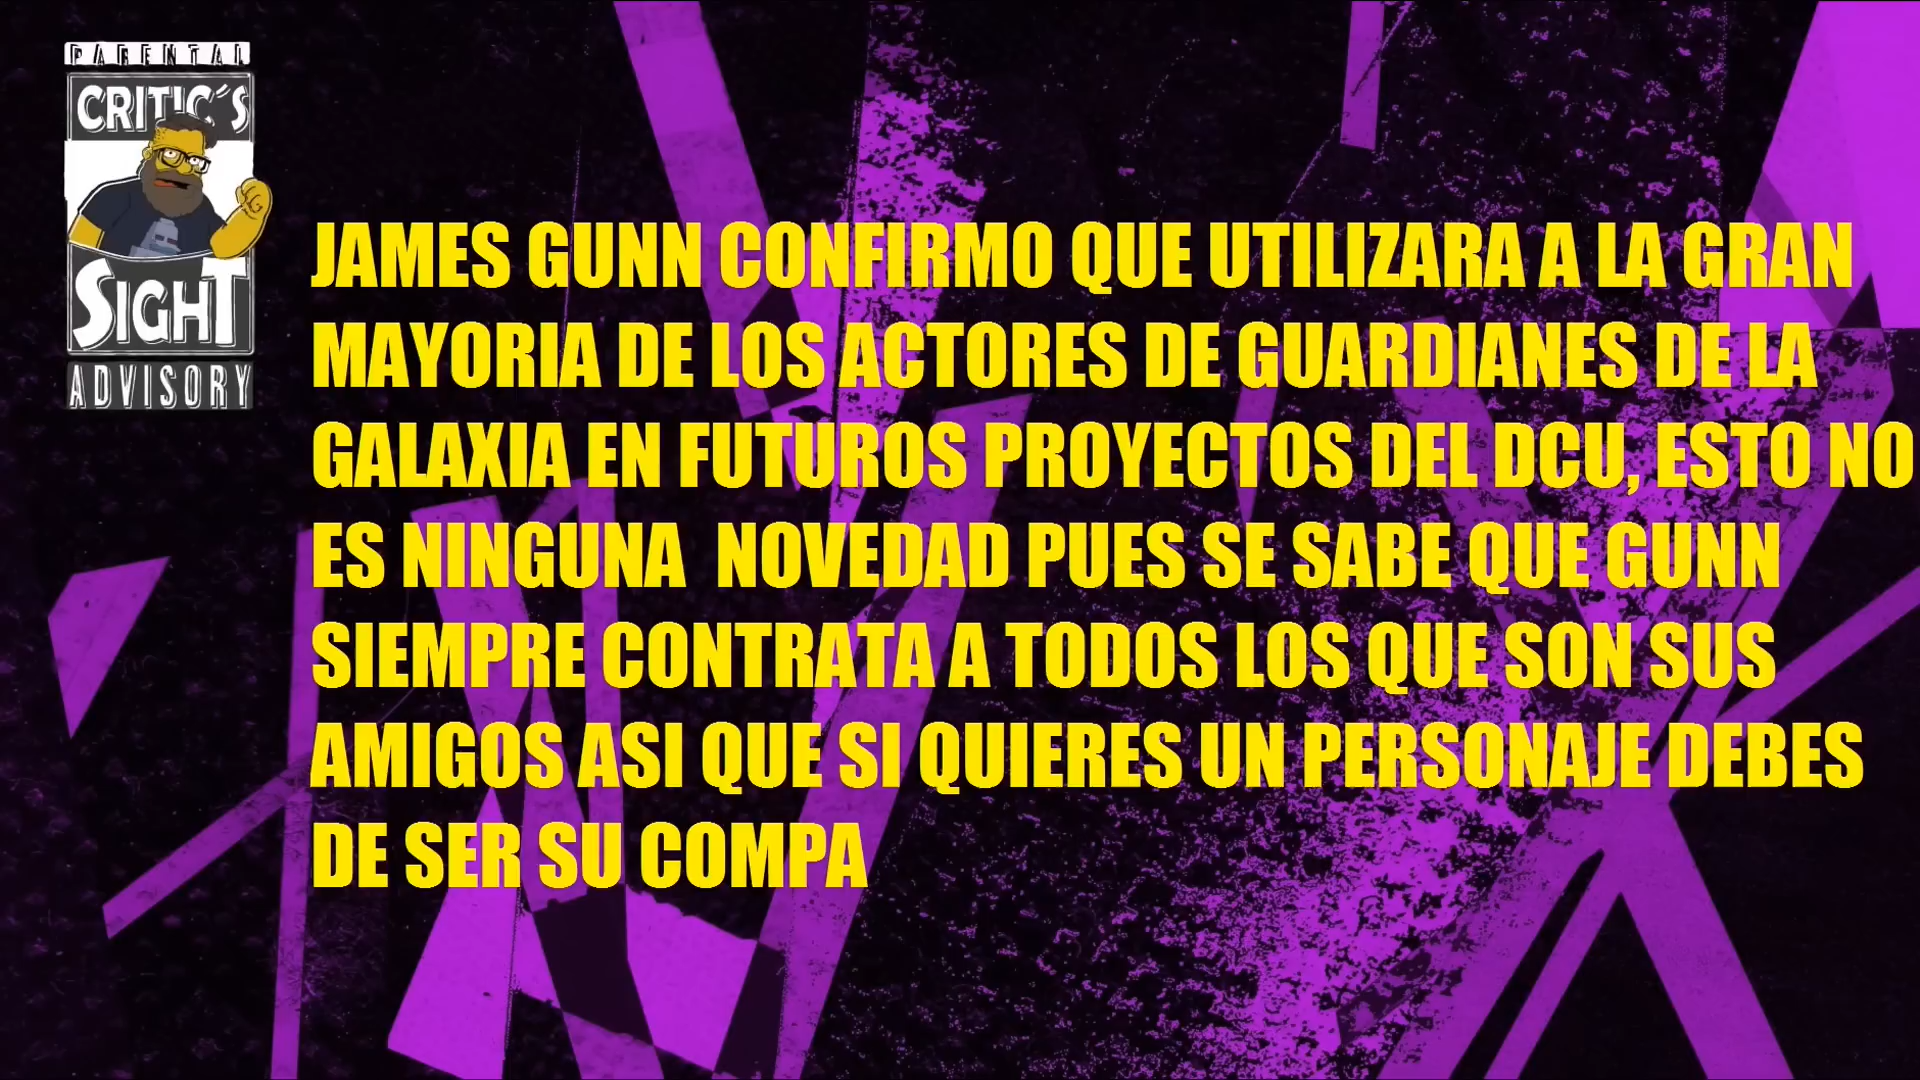 PARENTAL
CRITIC´S
SIGHT
ADVISORY
JAMES GUNN CONFIRMO QUE UTILIZARA A LA GRAN
MAYORIA DE LOS ACTORES DE GUARDIANES DE LA
GALAXIA EN FUTUROS PROYECTOS DEL DCU, ESTO NO
ES NINGUNA  NOVEDAD PUES SE SABE QUE GUNN
SIEMPRE CONTRATA A TODOS LOS QUE SON SUS
AMIGOS ASI QUE SI QUIERES UN PERSONAJE DEBES
DE SER SU COMPA